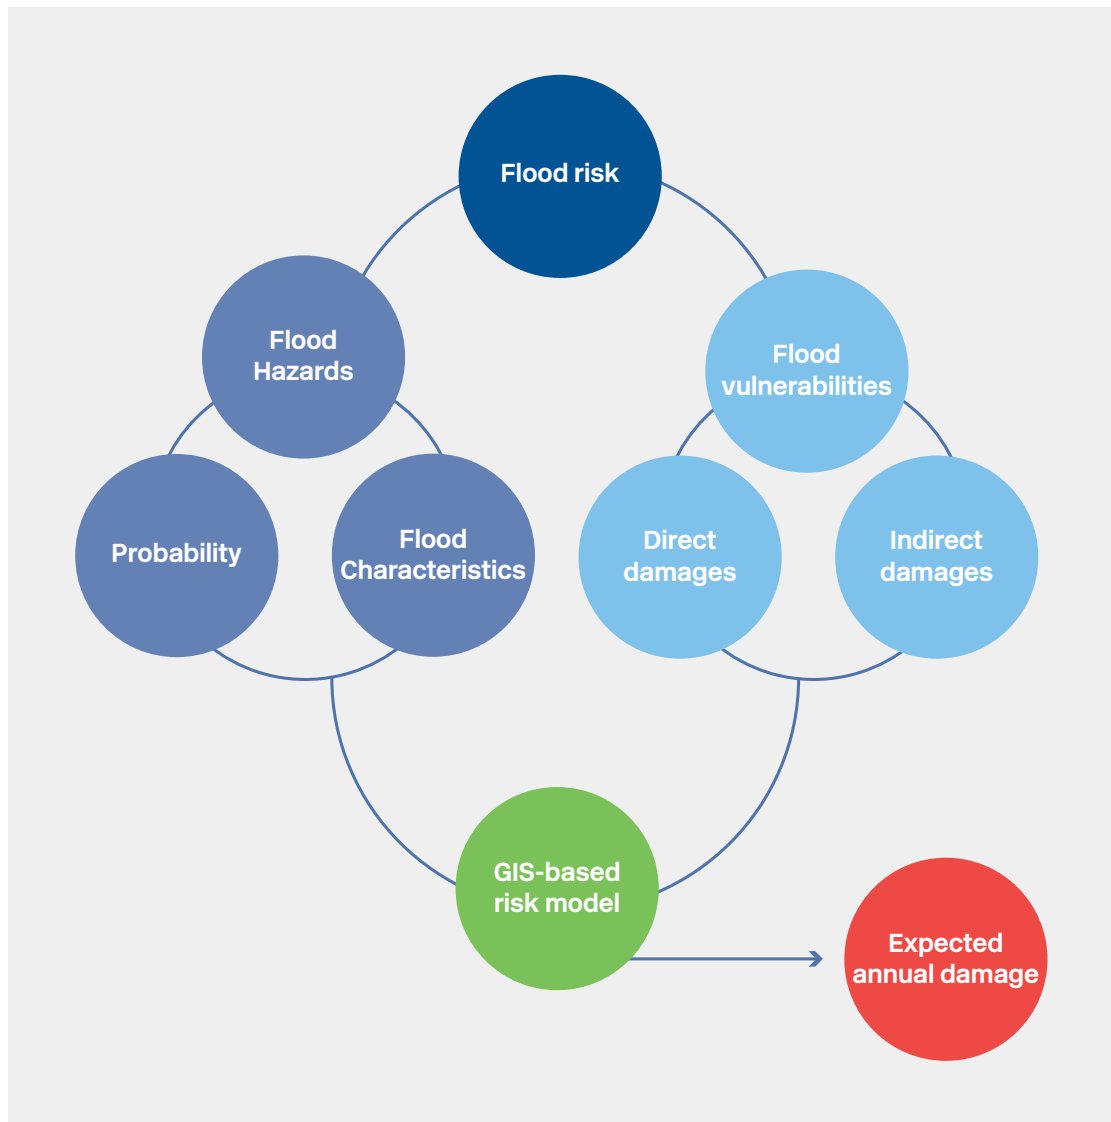 Flood risk
Flood
Hazards
Flood
vulnerabilities
Probability
Flood
Characteristics
Direct
damages
Indirect
damages
GIS-based
risk model
Expected
annual damage